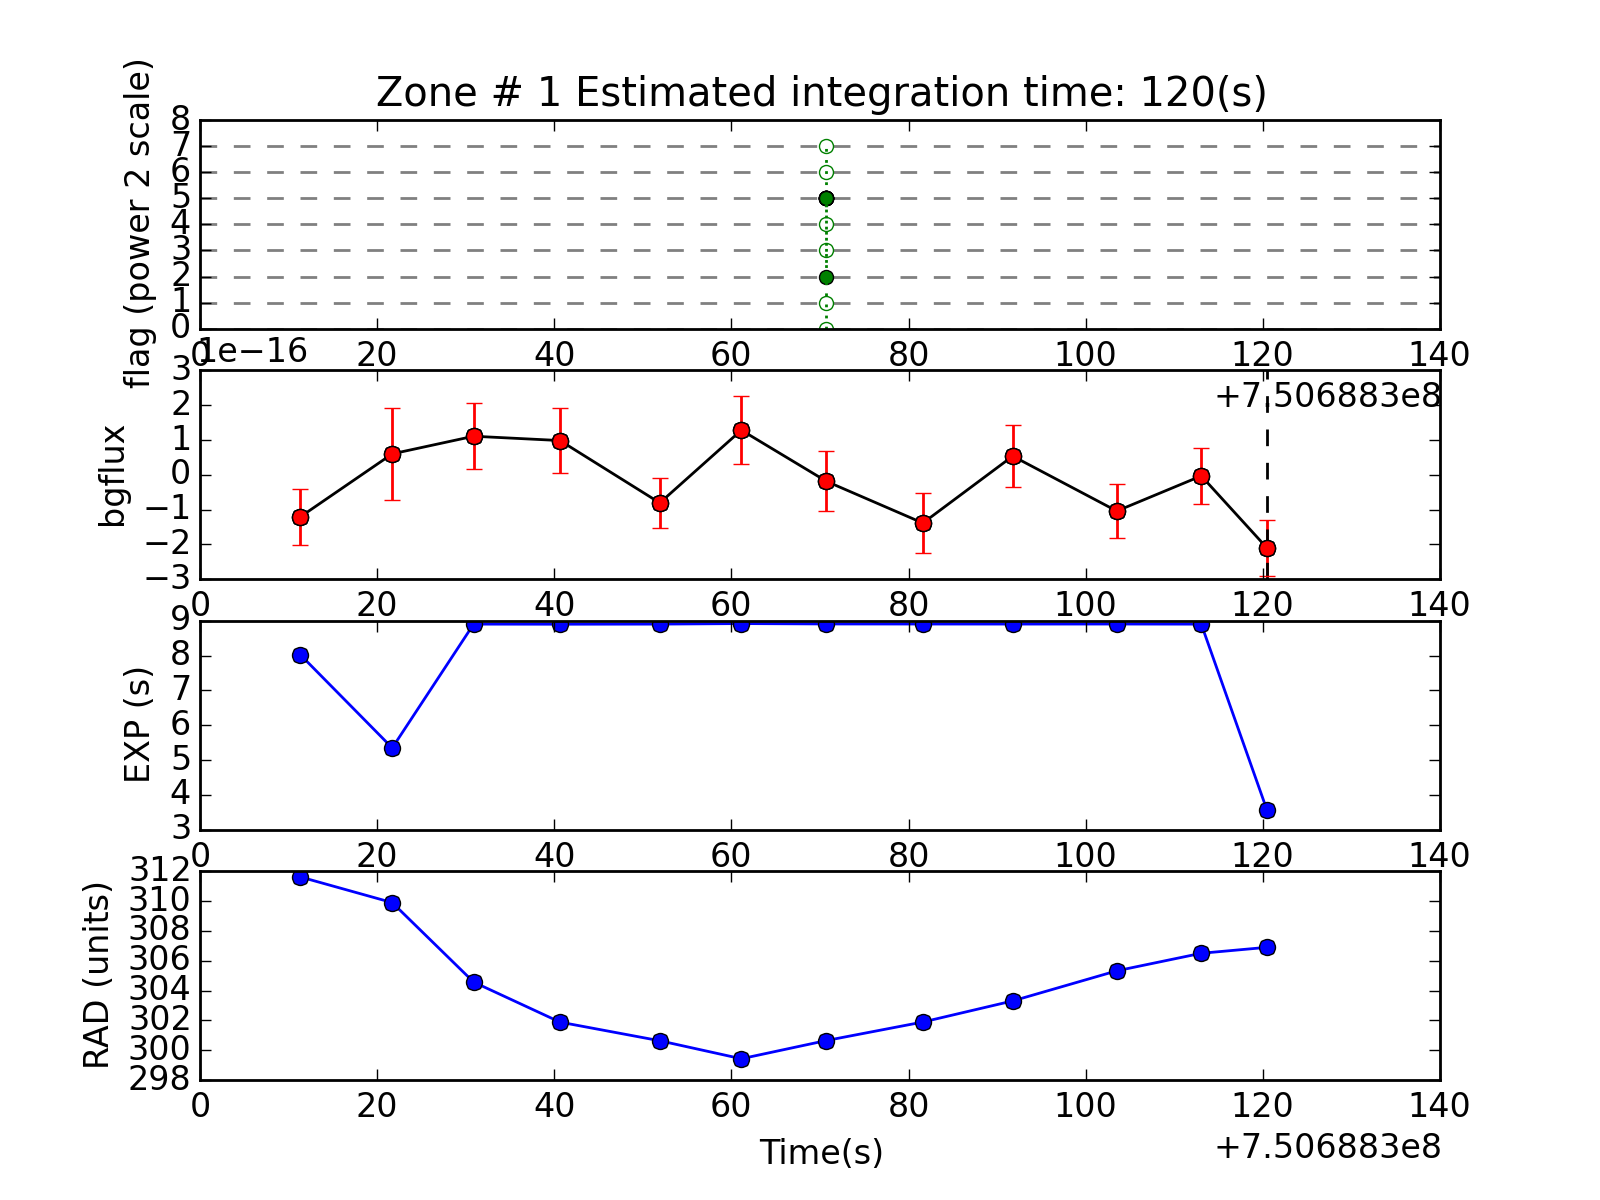 Zone # 1 Estimated integration time: 120(s)
flag (power 2 scale)
8
7
6
5
4
3
2
1
0
0 20 40 60 80 100 120 140
1e−16
+7.506883e8
bgflux
3
2
1
0
−1
−2
−3
0 20 40 60 80 100 120 140
EXP (s)
9
8
7
6
5
4
3
0 20 40 60 80 100 120 140
RAD (units)
312
310
308
306
304
302
300
298
0 20 40 60 80 100 120 140
Time(s)
+7.506883e8